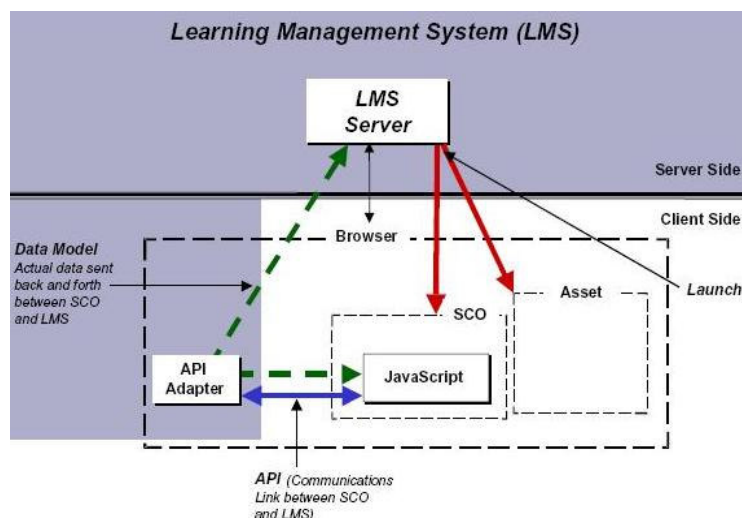 Learning Management System (LMS)
LMS
Server
Server Side
Client Side
Data Model
Actual data sent
back and forth
between SCO
and LMS
Browser
Launch
Asset
SCO
API
Adapter
JavaScript
API (Communications
Link between SCO
and LMS)